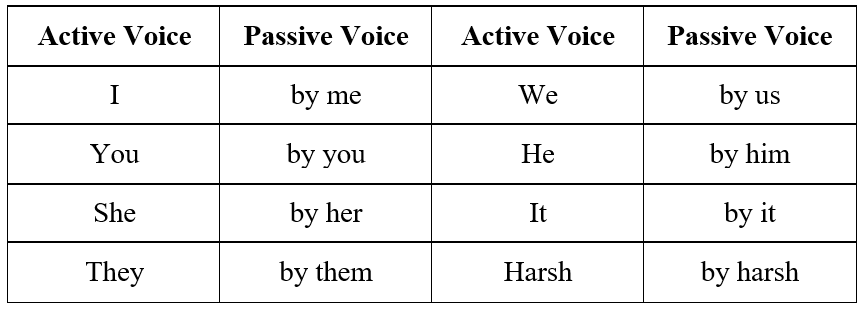 Active Voice Passive Voice Active Voice Passive Voice
I by me We by us
You by you He by him
She by her It by it
They by them Harsh by harsh